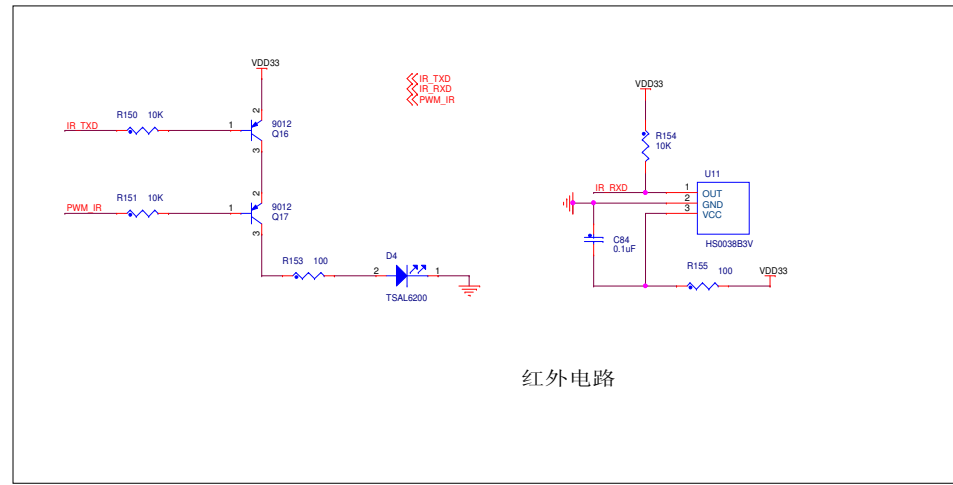 VDD33
IR_TXD
IR_RXD
PWM_IR
VDD33
R150 10K
IR_TXD
1
2
3
9012
Q16
R154
10K
U11
IR_RXD
1
2
3
OUT
GND
VCC
HS0038B3V
R151 10K
PWM_IR
1
2
3
9012
Q17
C84
0.1uF
R153 100
D4
2
1
TSAL6200
R155 100
VDD33
红外电路